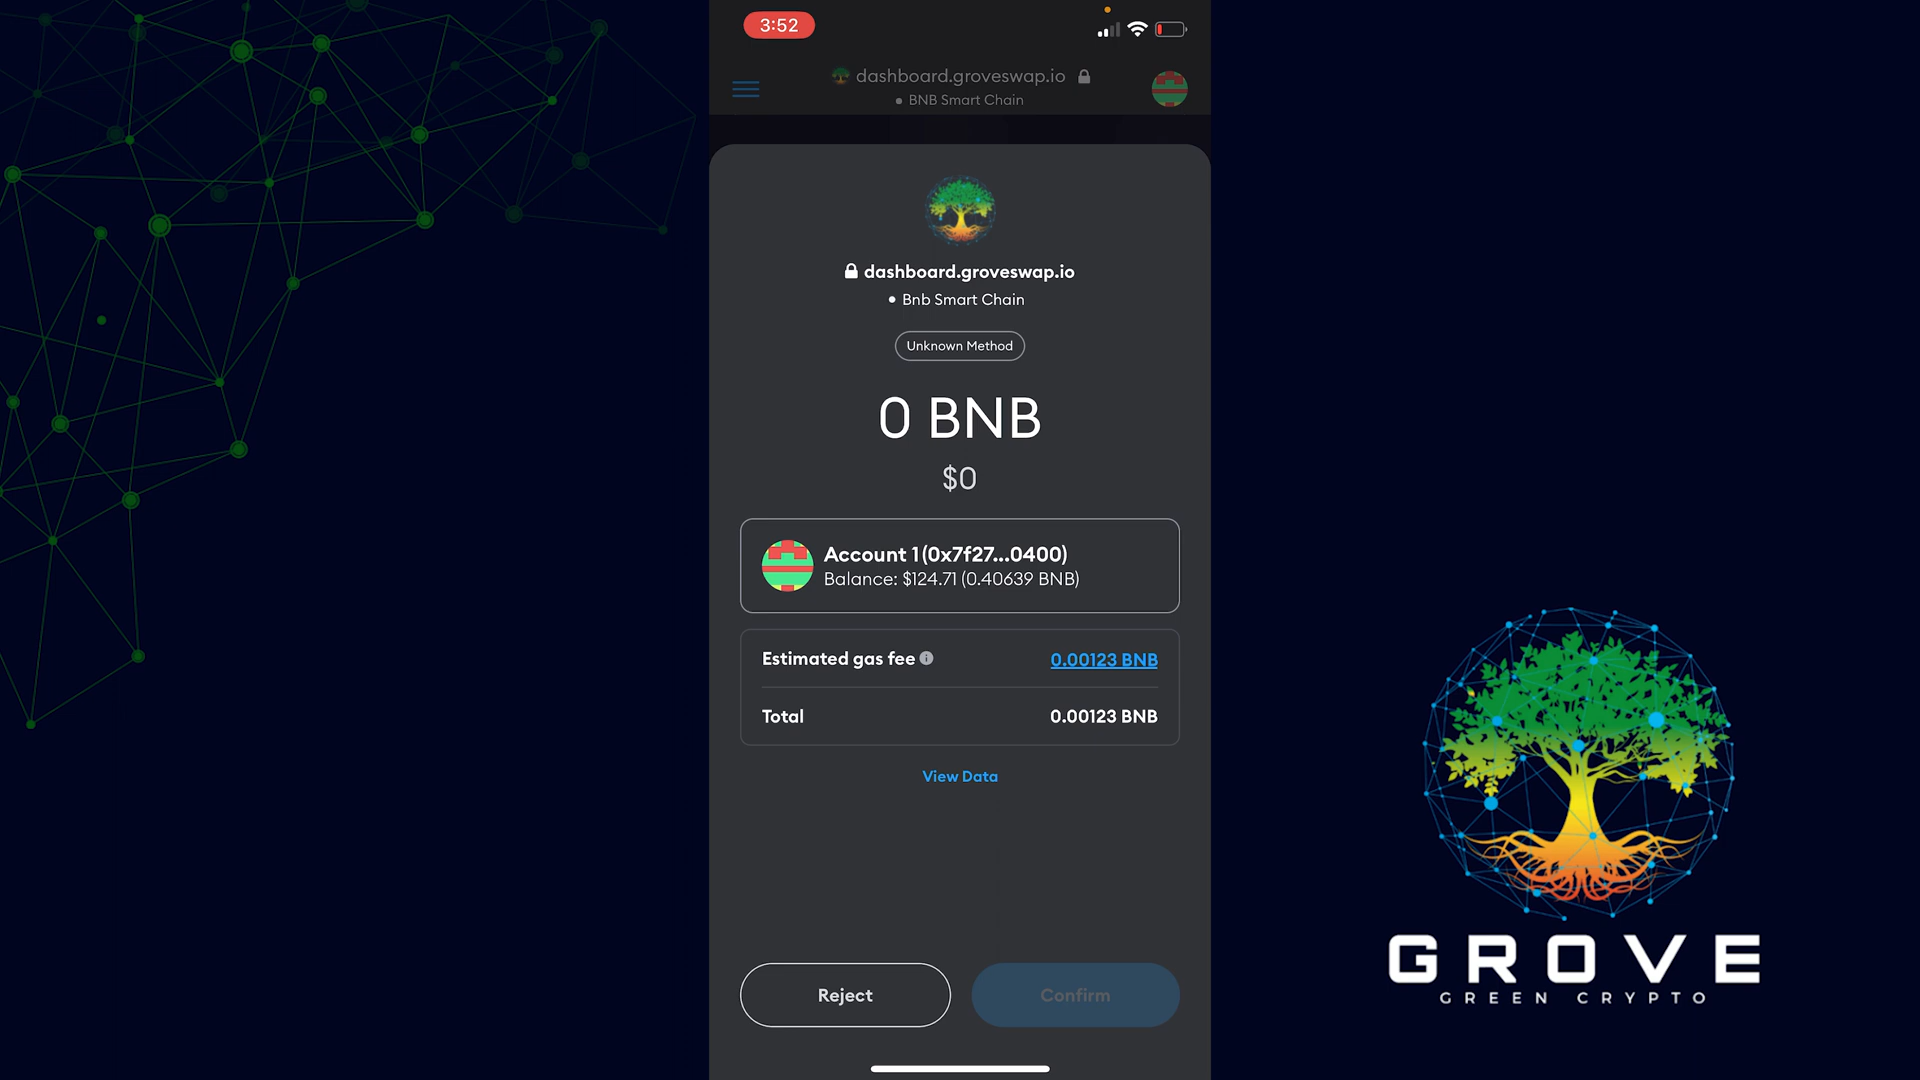 3:52
dashboard.groveswap.io
BNB Smart Chain
dashboard.groveswap.io
Bnb Smart Chain
Unknown Method
0 BNB
$0
Account 1 (0x7f27...0400)
Balance: $124.71 (0.40639 BNB)
Estimated gas fee 0.00123 BNB
Total 0.00123 BNB
View Data
Reject Confirm
GROVE
GREEN CRYPTO